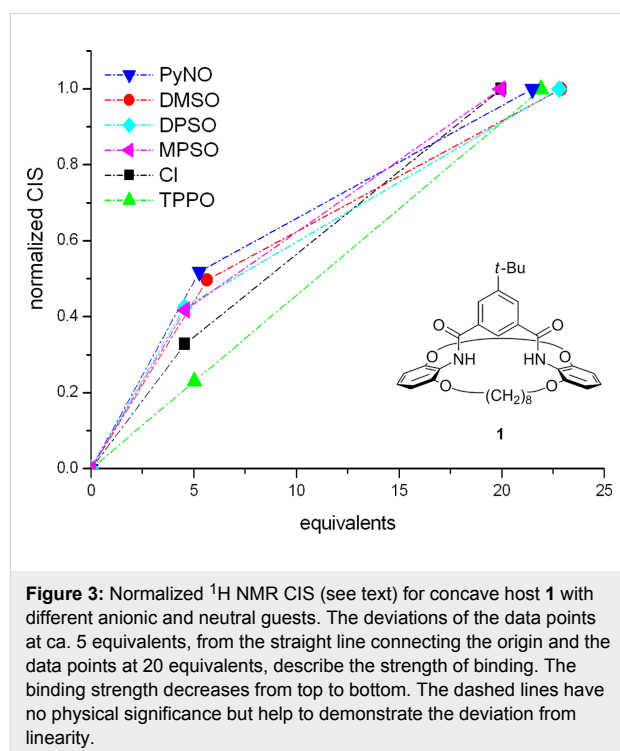 PyNO
DMSO
DPSO
MPSO
Cl
TPPO
normalized CIS
1.0
0.8
0.6
0.4
0.2
0.0
0
5
10
15
20
25
equivalents
t-Bu
O
O
O
NH
HN
O
O
(CH2)8
O
1
Figure 3: Normalized 1H NMR CIS (see text) for concave host 1 with
different anionic and neutral guests. The deviations of the data points
at ca. 5 equivalents, from the straight line connecting the origin and the
data points at 20 equivalents, describe the strength of binding. The
binding strength decreases from top to bottom. The dashed lines have
no physical significance but help to demonstrate the deviation from
linearity.